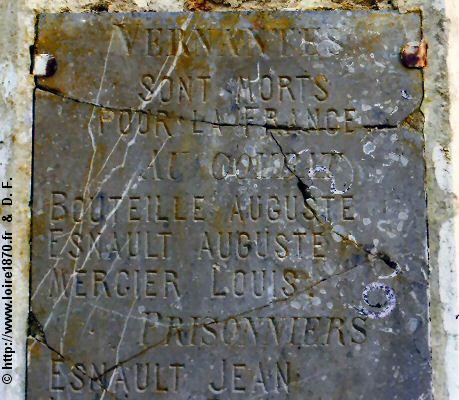 VERNANTES
SONT MORTS
POUR LA FRANCE
AU COMBAT
BOUTEILLE AUGUSTE
ESNAULT AUGUSTE
MERCIER LOUIS.
PRISONNIERS
ESNAULT JEAN
© http://www.loire1870.fr & D. F.